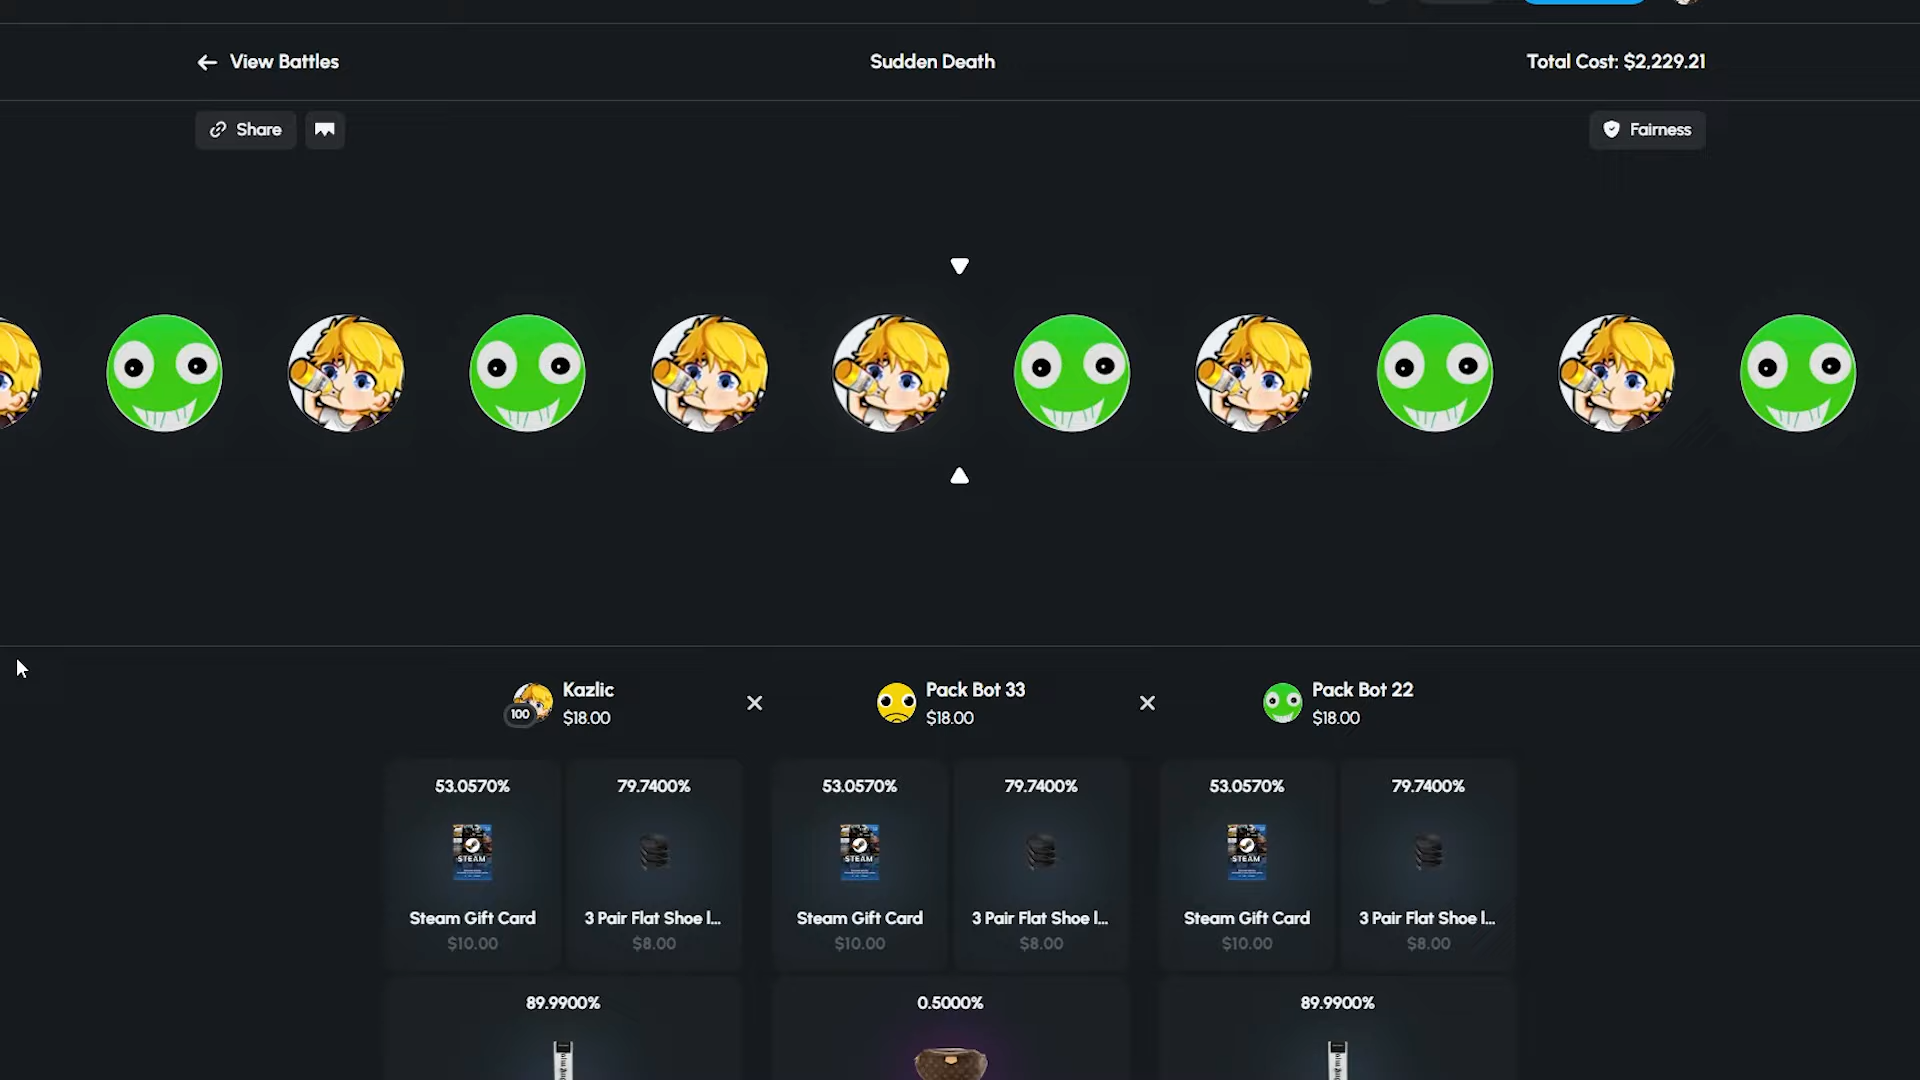 View Battles
Sudden Death
Total Cost: $2,229.21
Share
Fairness
Kazlic
100
$18.00
Pack Bot 33
$18.00
Pack Bot 22
$18.00
53.0570%
79.7400%
53.0570%
79.7400%
53.0570%
79.7400%
STEAM
STEAM
STEAM
Steam Gift Card
3 Pair Flat Shoe l...
Steam Gift Card
3 Pair Flat Shoe l...
Steam Gift Card
3 Pair Flat Shoe l...
$10.00
$8.00
$10.00
$8.00
$10.00
$8.00
89.9900%
0.5000%
89.9900%